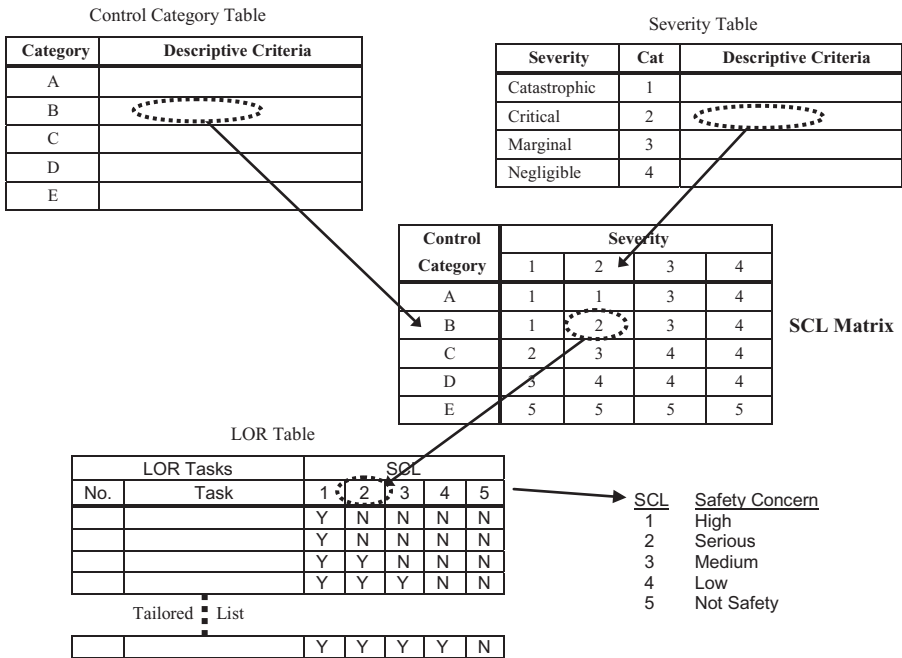 Control Category Table
Category Descriptive Criteria
A
B
C
D
E
Severity Table
Severity Cat Descriptive Criteria
Catastrophic 1
Critical 2
Marginal 3
Negligible 4
Control Category Severity
1 2 3 4
A 1 1 3 4
B 1 2 3 4
C 2 3 4 4
D 3 4 4 4
E 5 5 5 5
SCL Matrix
LOR Table
LOR Tasks SCL
No. Task 1 2 3 4 5
Y N N N N
Y N N N N
Y Y N N N
Y Y Y N N
Tailored List
Y Y Y Y N
SCL Safety Concern
1 High
2 Serious
3 Medium
4 Low
5 Not Safety